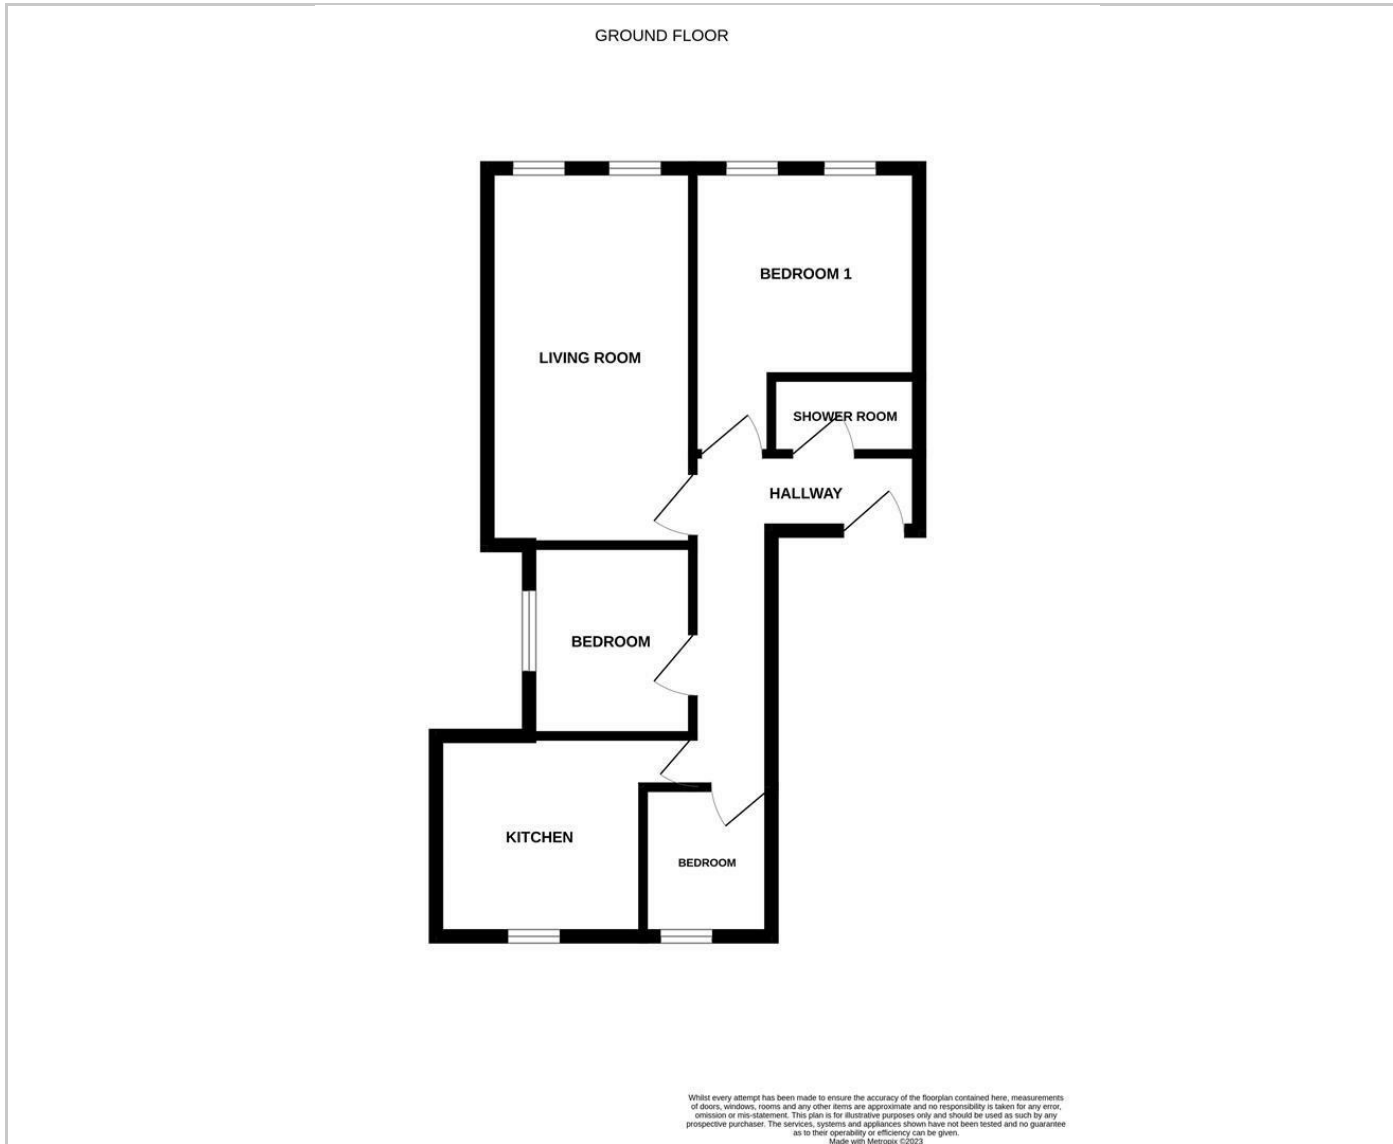 GROUND FLOOR
BEDROOM 1
LIVING ROOM
SHOWER ROOM
HALLWAY
BEDROOM
KITCHEN
BEDROOM
Whilst every attempt has been made to ensure the accuracy of the floorplan contained here, measurements
of doors, windows, rooms and any other items are approximate and no responsibility is taken for any error,
omission or mis-statement. This plan is for illustrative purposes only and should be used as such by any
prospective purchaser. The services, systems and appliances shown have not been tested and no guarantee
as to their operability or efficiency can be given.
Made with Metropix ©2023